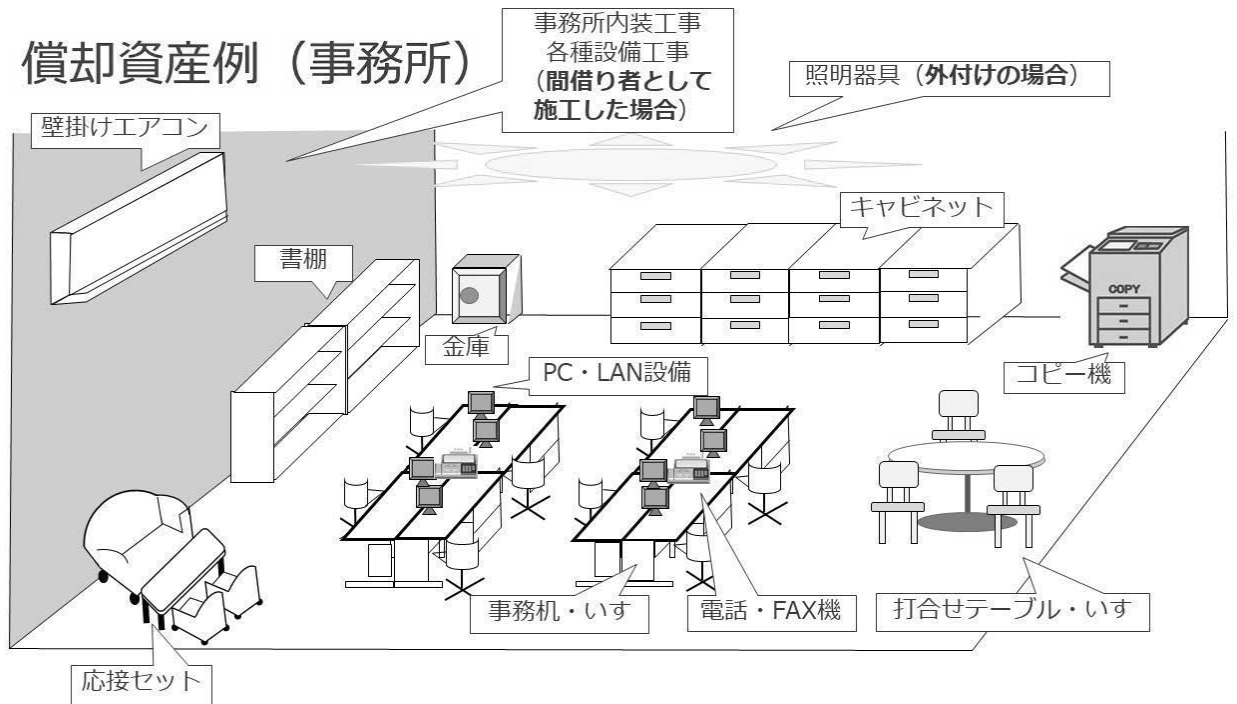 償却資産例（事務所）
事務所内装工事
各種設備工事
（間借り者として
施工した場合）
照明器具（外付けの場合）
壁掛けエアコン
キャビネット
書棚
COPY
金庫
PC・LAN設備
コピー機
事務机・いす
電話・FAX機
打合せテーブル・いす
応接セット